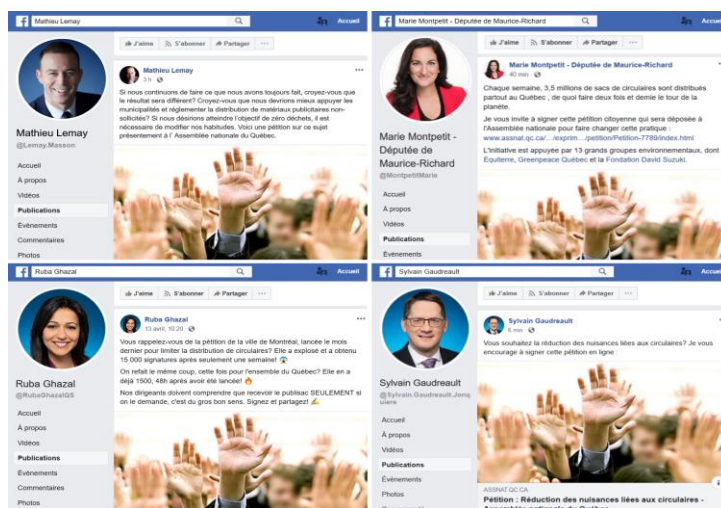 Mathieu Lemay
Accueil
J'aime S'abonner Partager ...
Mathieu Lemay
3 h
Si nous continuons de faire ce que nous avons toujours fait, croyez-vous que
le résultat sera différent? Croyez-vous que nous devrions mieux appuyer les
municipalités et réglementer la distribution de matériaux publicitaires non-
sollicités? Si nous désirons atteindre l'objectif de zéro déchets, il est
nécessaire de modifier nos habitudes. Voici une pétition sur ce sujet
présentement à l' Assemblée nationale du Québec.
Mathieu Lemay
@Lemay.Masson
Accueil
À propos
Vidéos
Publications
Évènements
Commentaires
Photos
Marie Montpetit - Députée de Maurice-Richard
Accueil
J'aime S'abonner Partager ...
Marie Montpetit - Députée de Maurice-Richard
40 min
Chaque semaine, 3,5 millions de sacs de circulaires sont distribués
partout au Québec , de quoi faire deux fois et demie le tour de la
planète.
Je vous invite à signer cette pétition citoyenne qui sera déposée à
l'Assemblée nationale pour faire changer cette pratique :
www.assnat.qc.ca/.../exprim.../petition/Petition-7789/index.html
L'initiative est appuyée par 13 grands groupes environnementaux, dont
Équiterre, Greenpeace Québec et la Fondation David Suzuki.
Marie Montpetit -
Députée de
Maurice-Richard
@MontpetitMarie
Accueil
À propos
Vidéos
Publications
Évènements
Ruba Ghazal
Accueil
J'aime S'abonner Partager ...
Ruba Ghazal
13 avril, 10:20
Vous rappelez-vous de la pétition de la ville de Montréal, lancée le mois
dernier pour limiter la distribution de circulaires? Elle a explosé et a obtenu
15 000 signatures après seulement une semaine! 😱
On refait le même coup, cette fois pour l'ensemble du Québec? Elle en a
déjà 1500, 48h après avoir été lancée! 🔥
Nos dirigeants doivent comprendre que recevoir le publisac SEULEMENT si
on le demande, c'est du gros bon sens. Signez et partagez! ✍️
Ruba Ghazal
@RubaGhazalQS
Accueil
À propos
Vidéos
Publications
Évènements
Commentaires
Photos
Sylvain Gaudreault
Accueil
J'aime S'abonner Partager ...
Sylvain Gaudreault
6 min
Vous souhaitez la réduction des nuisances liées aux circulaires? Je vous
encourage à signer cette pétition en ligne
Sylvain Gaudreault
@Sylvain.Gaudreault.Jonq
uiere
Accueil
À propos
Vidéos
Publications
Évènements
Photos
ASSNAT.QC.CA
Pétition : Réduction des nuisances liées aux circulaires -
Assemblée nationale du Québec